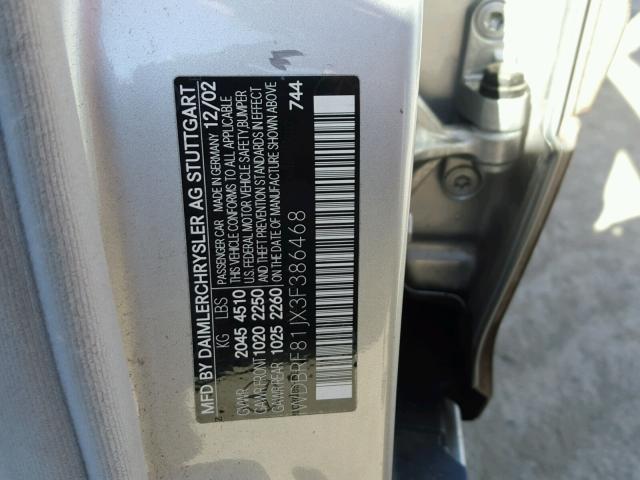 MFD BY DAIMLERCHRYSLER AG STUTTGART
MADE IN GERMANY 12/02
KG LBS PASSENGER CAR
GVWR 2045 4510 THIS VEHICLE CONFORMS TO ALL APPLICABLE
GAWR FRONT 1020 2250 U.S. FEDERAL MOTOR VEHICLE SAFETY, BUMPER
GAWR REAR 1025 2260 AND THEFT PREVENTION STANDARDS IN EFFECT
ON THE DATE OF MANUFACTURE SHOWN ABOVE
744
WDBRF81JX3F386468